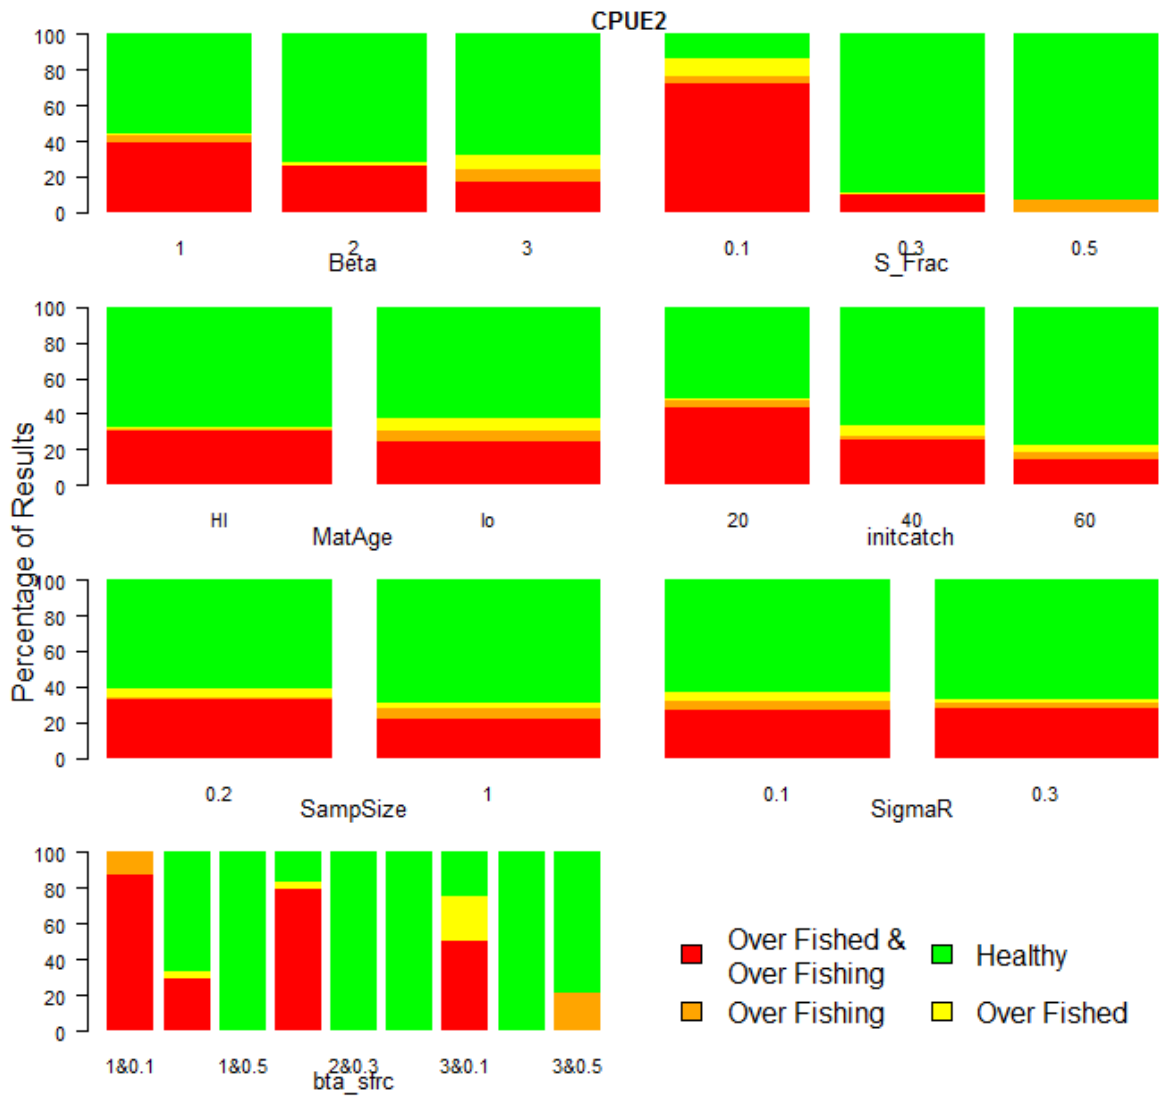 CPUE2
100
80
60
40
20
0
1 2 3
Beta
0.1 0.3 0.5
S_Frac
Percentage of Results
100
80
60
40
20
0
HI lo
MatAge
20 40 60
initcatch
100
80
60
40
20
0
0.2 1
SampSize
0.1 0.3
SigmaR
100
80
60
40
20
0
1&0.1 1&0.5 2&0.3 3&0.1 3&0.5
bta_sfrc
Over Fished &
Over Fishing
Healthy
Over Fishing
Over Fished